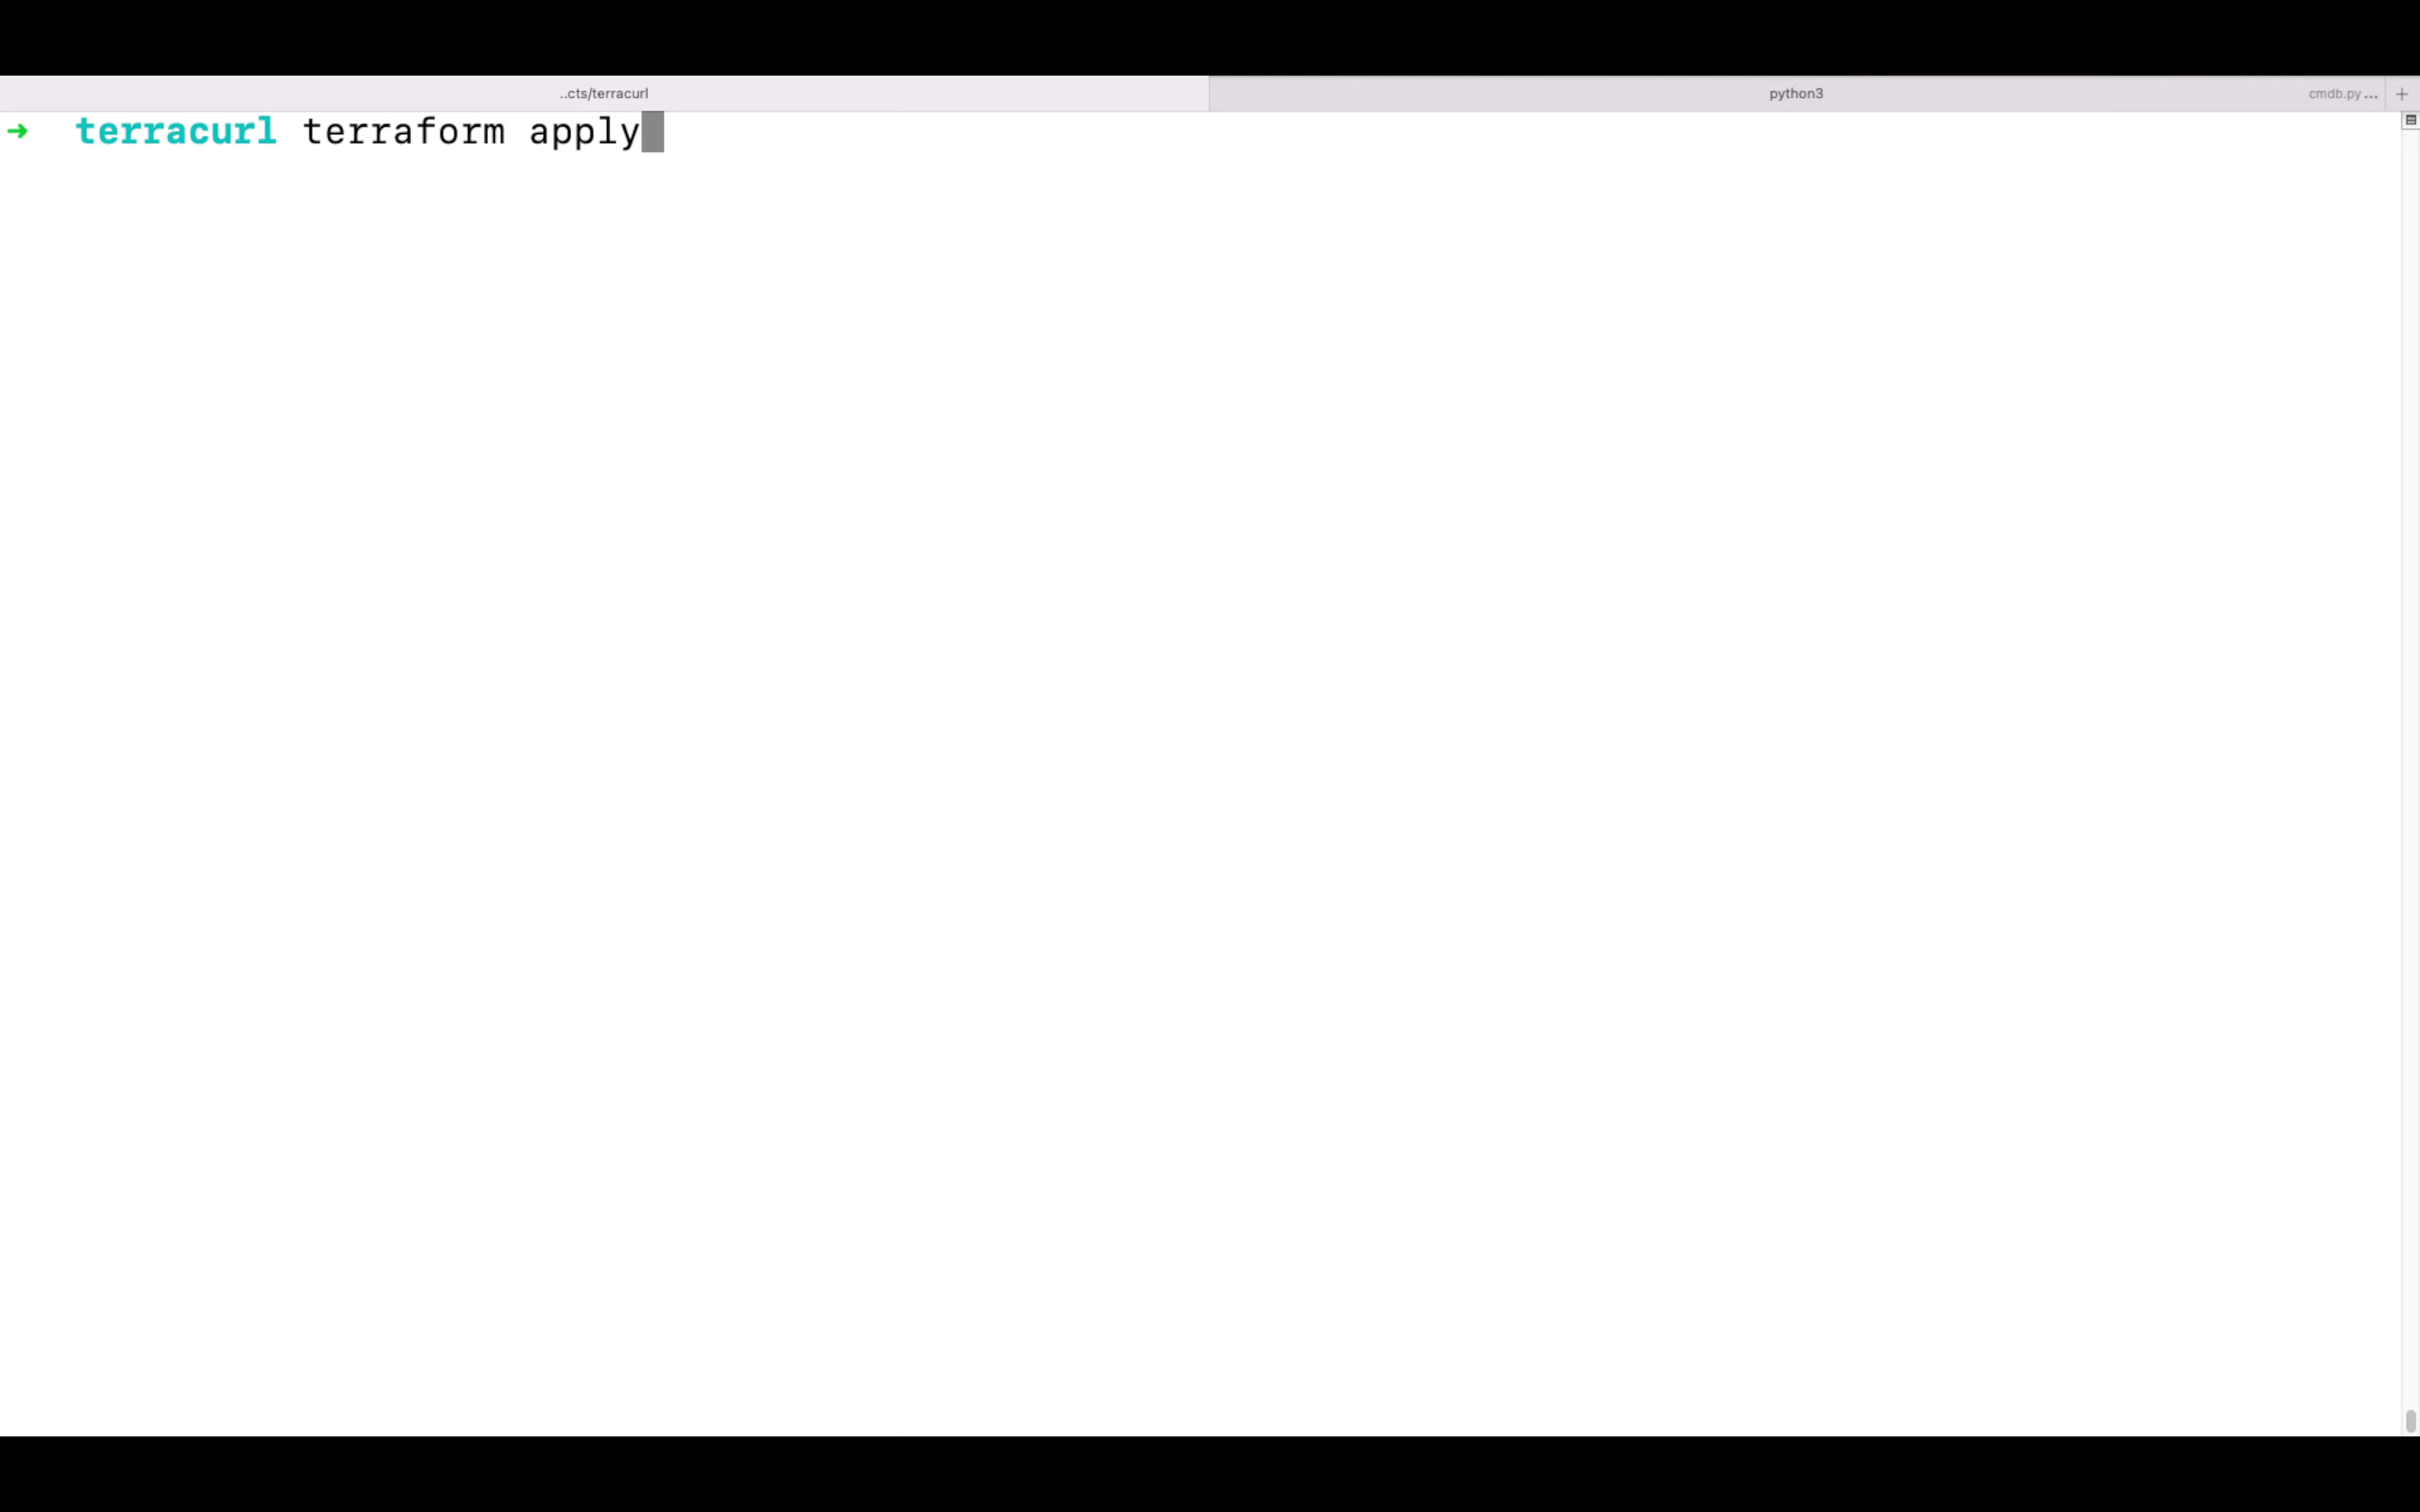 ..cts/terracurl
python3
cmdb.py ...
+
➜ terracurl terraform apply